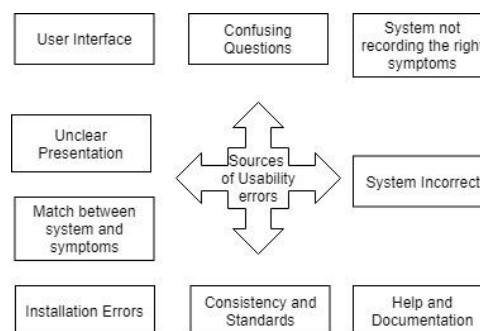 User Interface
Confusing
Questions
System not
recording the right
symptoms
Unclear
Presentation
Sources
of Usability
errors
System Incorrect
Match between
system and
symptoms
Installation Errors
Consistency and
Standards
Help and
Documentation